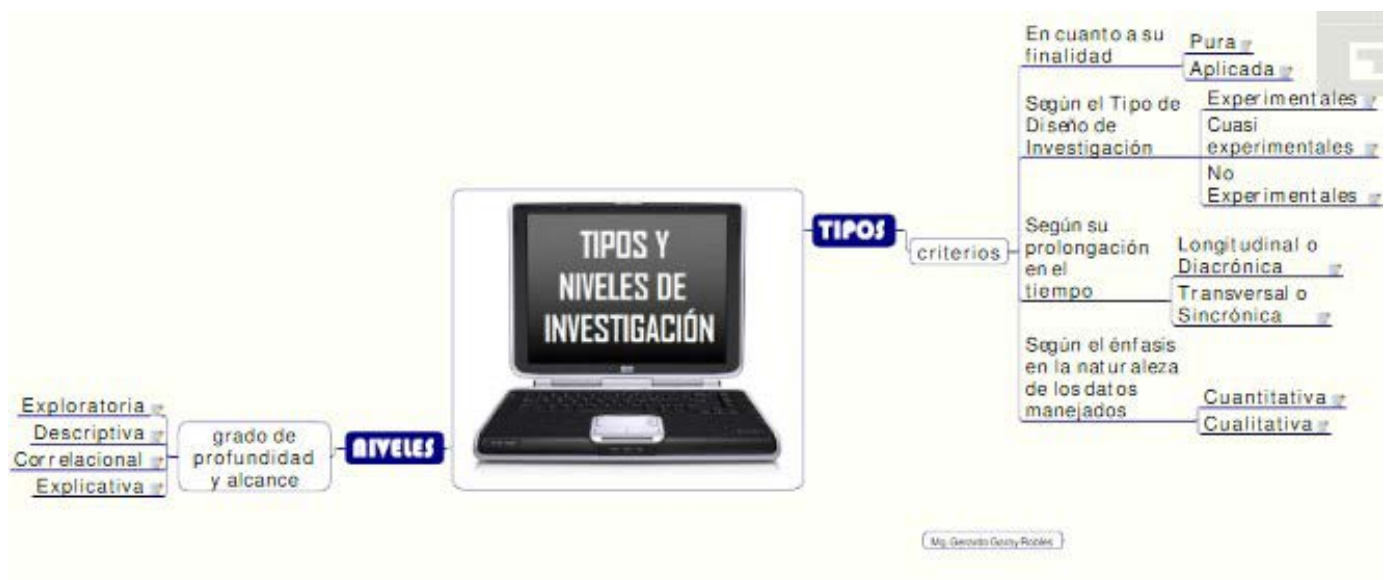 TIPOS Y
NIVELES DE
INVESTIGACIÓN
TIPOS
criterios
En cuanto a su
finalidad
Pura
Aplicada
Según el Tipo de
Diseño de
Investigación
Experimentales
Cuasi
experimentales
No
Experimentales
Según su
prolongación
en el
tiempo
Longitudinal o
Diacrónica
Transversal o
Sincrónica
Según el énfasis
en la naturaleza
de los datos
manejados
Cuantitativa
Cualitativa
NIVELES
grado de
profundidad
y alcance
Exploratoria
Descriptiva
Correlacional
Explicativa
Mg. Robles